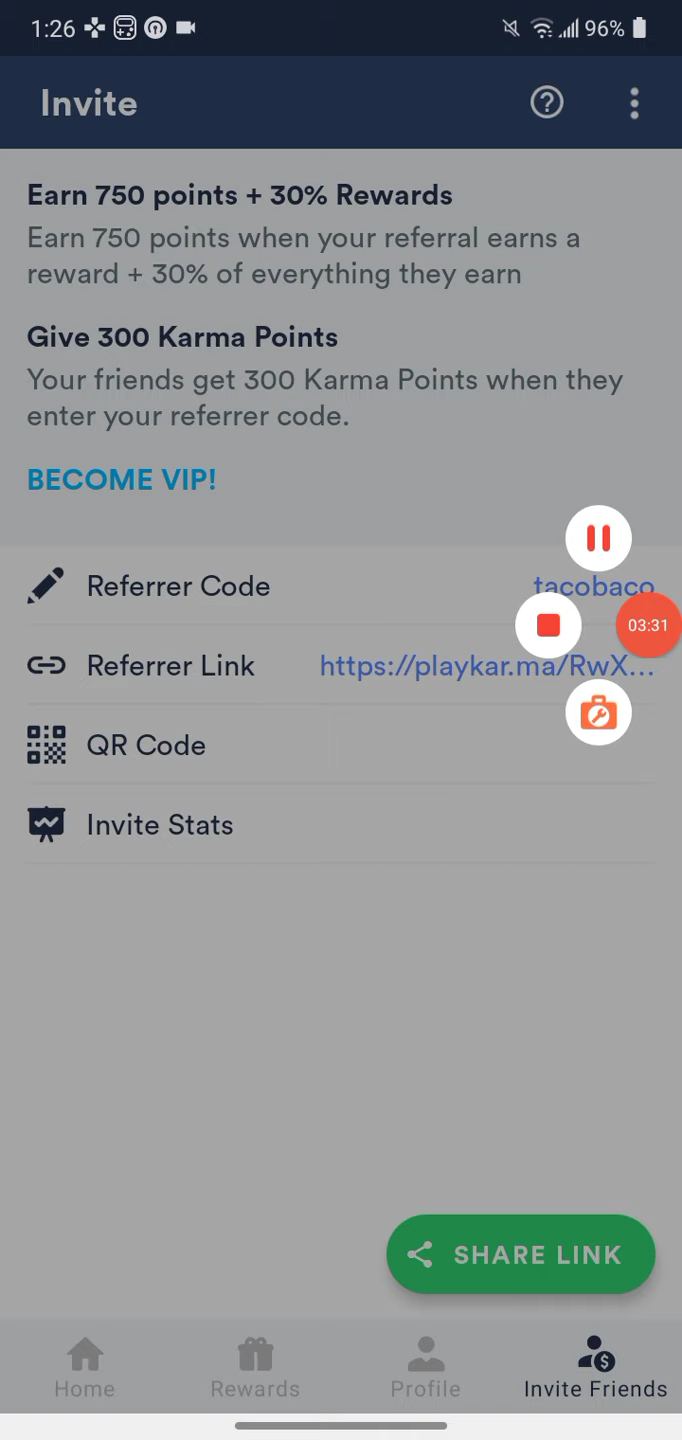 1:26
96%
Invite
Earn 750 points + 30% Rewards
Earn 750 points when your referral earns a
reward + 30% of everything they earn
Give 300 Karma Points
Your friends get 300 Karma Points when they
enter your referrer code.
BECOME VIP!
Referrer Code tacobaco
03:31
Referrer Link https://playkar.ma/RwX...
QR Code
Invite Stats
SHARE LINK
Home Rewards Profile Invite Friends